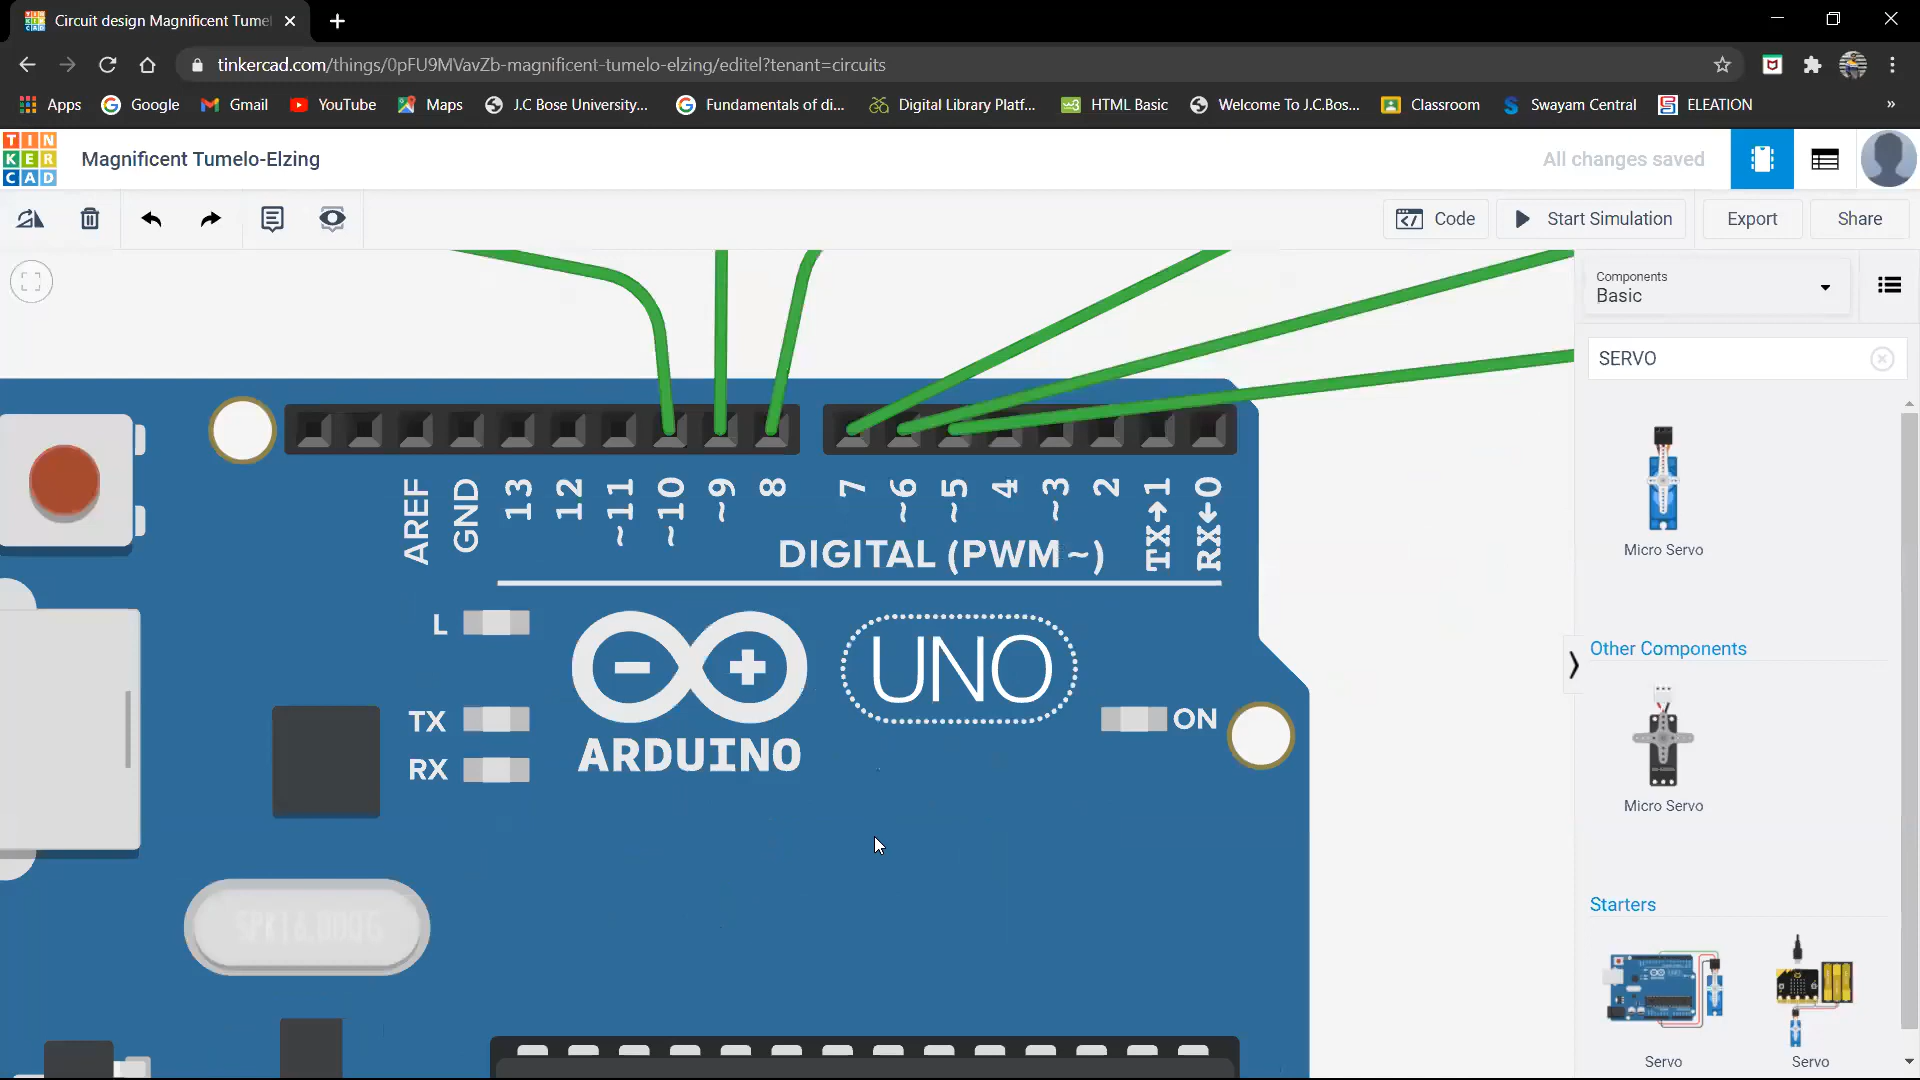 Circuit design Magnificent Tume
tinkercad.com/things/0pFU9MVavZb-magnificent-tumelo-elzing/editel?tenant=circuits
Apps Google Gmail YouTube Maps J.C Bose University... Fundamentals of di... Digital Library Platf... HTML Basic Welcome To J.C.Bos... Classroom Swayam Central ELEATION »
TIN
KER
CAD
Magnificent Tumelo-Elzing
All changes saved
Code
Start Simulation
Export
Share
Components
Basic
SERVO
Micro Servo
Other Components
Micro Servo
Starters
Servo
Servo
AREF GND 13 12 ~11 ~10 ~9 8 7 ~6 ~5 4 ~3 2 TX→1 RX←0
DIGITAL (PWM ~)
L
TX
RX
UNO
ARDUINO
ON